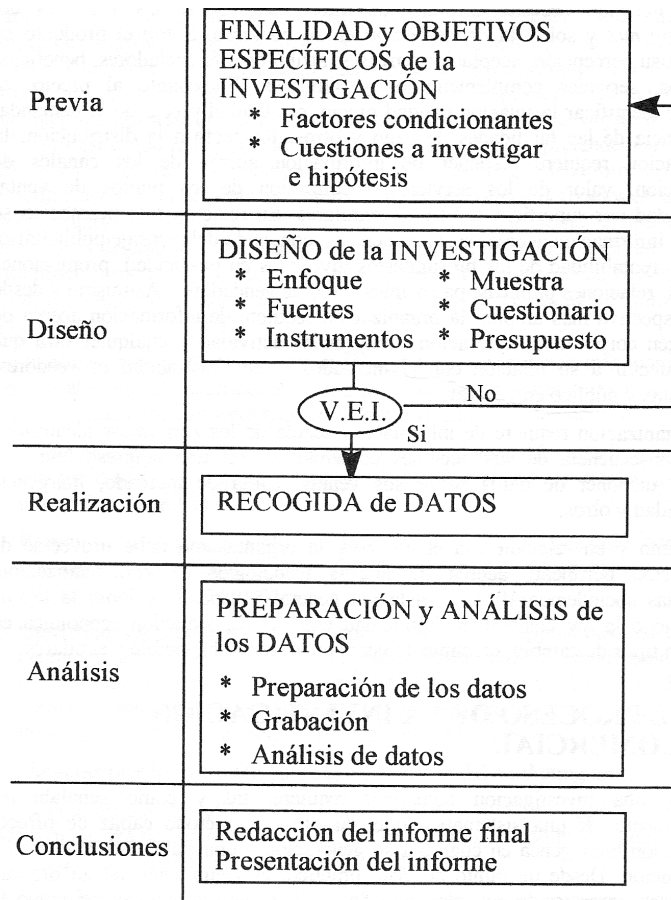 FINALIDAD y OBJETIVOS
ESPECÍFICOS de la
INVESTIGACIÓN
Previa
* Factores condicionantes
* Cuestiones a investigar
e hipótesis
DISEÑO de la INVESTIGACIÓN
* Enfoque * Muestra
Diseño
* Fuentes * Cuestionario
* Instrumentos * Presupuesto
V.E.I. No
Si
Realización RECOGIDA de DATOS
PREPARACIÓN y ANÁLISIS de
los DATOS
Análisis
* Preparación de los datos
* Grabación
* Análisis de datos
Conclusiones
Redacción del informe final
Presentación del informe